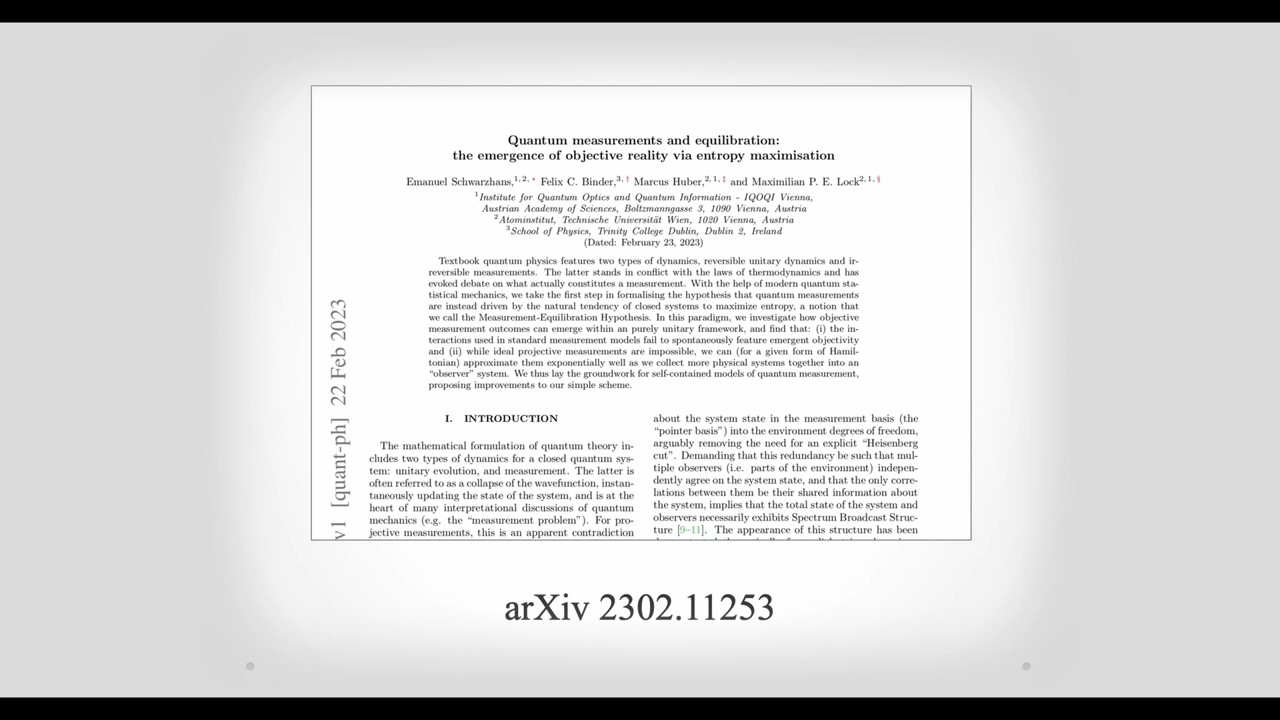 Quantum measurements and equilibration:
the emergence of objective reality via entropy maximisation
Emanuel Schwarzhans,1, 2, * Felix C. Binder,3, † Marcus Huber,2, 1, ‡ and Maximilian P. E. Lock2, 1, §
1Institute for Quantum Optics and Quantum Information - IQOQI Vienna,
Austrian Academy of Sciences, Boltzmanngasse 3, 1090 Vienna, Austria
2Atominstitut, Technische Universität Wien, 1020 Vienna, Austria
3School of Physics, Trinity College Dublin, Dublin 2, Ireland
(Dated: February 23, 2023)
Textbook quantum physics features two types of dynamics, reversible unitary dynamics and ir-
reversible measurements. The latter stands in conflict with the laws of thermodynamics and has
evoked debate on what actually constitutes a measurement. With the help of modern quantum sta-
tistical mechanics, we take the first step in formalising the hypothesis that quantum measurements
are instead driven by the natural tendency of closed systems to maximize entropy, a notion that
we call the Measurement-Equilibration Hypothesis. In this paradigm, we investigate how objective
measurement outcomes can emerge within an purely unitary framework, and find that: (i) the in-
teractions used in standard measurement models fail to spontaneously feature emergent objectivity
and (ii) while ideal projective measurements are impossible, we can (for a given form of Hamil-
tonian) approximate them exponentially well as we collect more physical systems together into an
“observer” system. We thus lay the groundwork for self-contained models of quantum measurement,
proposing improvements to our simple scheme.
I. INTRODUCTION
The mathematical formulation of quantum theory in-
cludes two types of dynamics for a closed quantum sys-
tem: unitary evolution, and measurement. The latter is
often referred to as a collapse of the wavefunction, instan-
taneously updating the state of the system, and is at the
heart of many interpretational discussions of quantum
mechanics (e.g. the “measurement problem”). For pro-
jective measurements, this is an apparent contradiction
about the system state in the measurement basis (the
“pointer basis”) into the environment degrees of freedom,
arguably removing the need for an explicit “Heisenberg
cut”. Demanding that this redundancy be such that mul-
tiple observers (i.e. parts of the environment) indepen-
dently agree on the system state, and that the only corre-
lations between them be their shared information about
the system, implies that the total state of the system and
observers necessarily exhibits Spectrum Broadcast Struc-
ture [9–11]. The appearance of this structure has been
v1 [quant-ph] 22 Feb 2023
arXiv 2302.11253